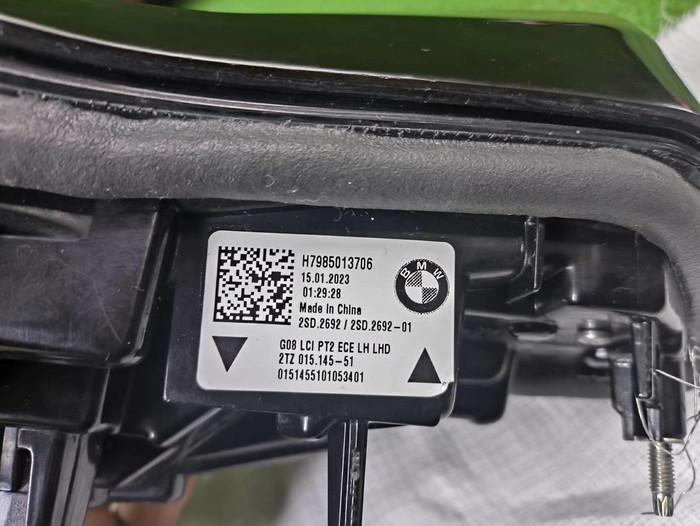 H7985013706
15.01.2023
01:29:28
Made in China
2SD.2692 / 2SD.2692-01
BMW
G08 LCI PT2 ECE LH LHD
2TZ 015.145-51
0151455101053401